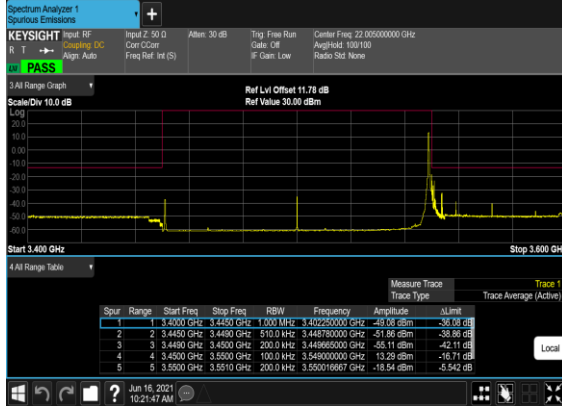 Spectrum Analyzer 1
Spurious Emissions
KEYSIGHT Input: RF Input Z: 50 Ω Atten: 30 dB Trig: Free Run Center Freq: 22.005000000 GHz
R T Coupling: DC Corr CCorr Gate: Off Avg|Hold: 100/100
Align: Auto Freq Ref: Int (S) IF Gain: Low Radio Std: None
PASS
3 All Range Graph
Ref Lvl Offset 11.78 dB
Scale/Div 10.0 dB Ref Value 30.00 dBm
Log
20.0
10.0
0.00
-10.0
-20.0
-30.0
-40.0
-50.0
-60.0
Start 3.400 GHz Stop 3.600 GH
4 All Range Table
Measure Trace Trace 1
Trace Type Trace Average (Active)
Spur Range Start Freq Stop Freq RBW Frequency Amplitude ΔLimit
1 1 3.4000 GHz 3.4450 GHz 1.000 MHz 3.402250000 GHz -49.08 dBm -36.08 dB
2 2 3.4450 GHz 3.4490 GHz 510.0 kHz 3.448780000 GHz -51.86 dBm -38.86 dB
3 3 3.4490 GHz 3.4500 GHz 200.0 kHz 3.449665000 GHz -55.11 dBm -42.11 dB
4 4 3.4500 GHz 3.5500 GHz 100.0 kHz 3.549000000 GHz 13.29 dBm -16.71 dB
5 5 3.5500 GHz 3.5510 GHz 200.0 kHz 3.550016667 GHz -18.54 dBm -5.542 dB
Local
Jun 16, 2021
10:21:47 AM